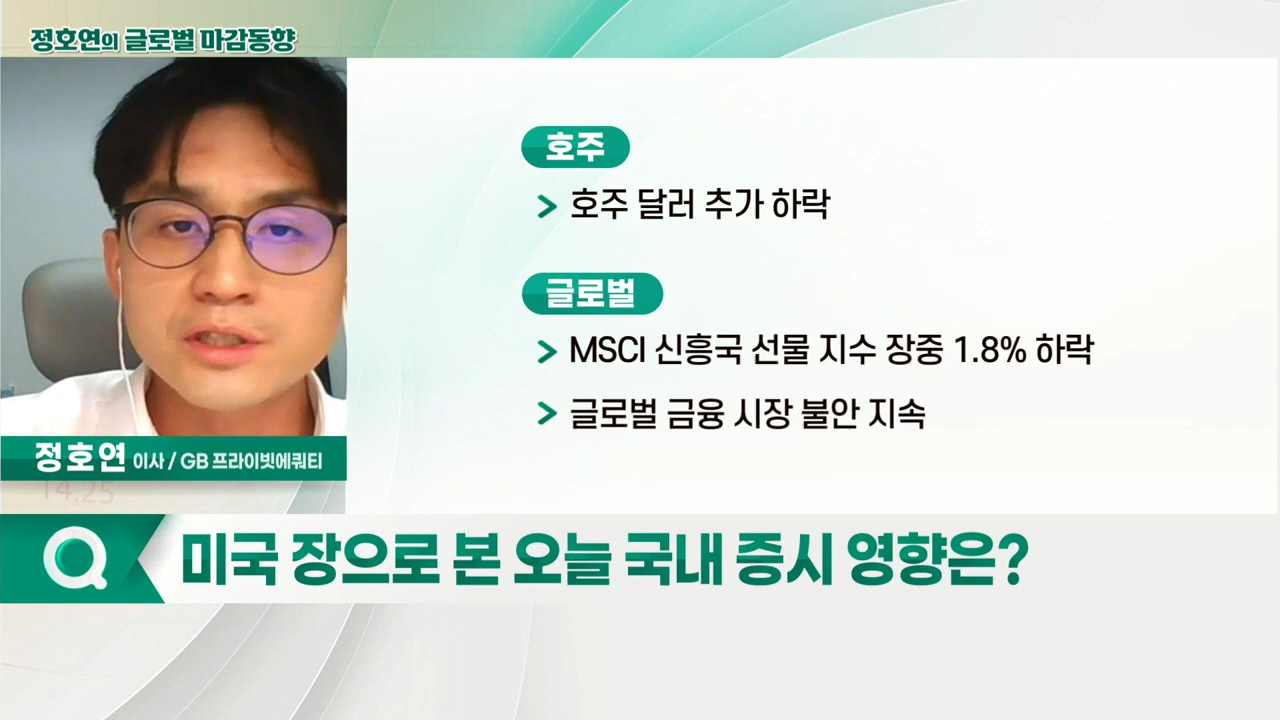 정호연의 글로벌 마감동향
호주
호주 달러 추가 하락
글로벌
MSCI 신흥국 선물 지수 장중 1.8% 하락
글로벌 금융 시장 불안 지속
정호연 이사 / GB 프라이빗에쿼티
14.25
Q 미국 장으로 본 오늘 국내 증시 영향은?